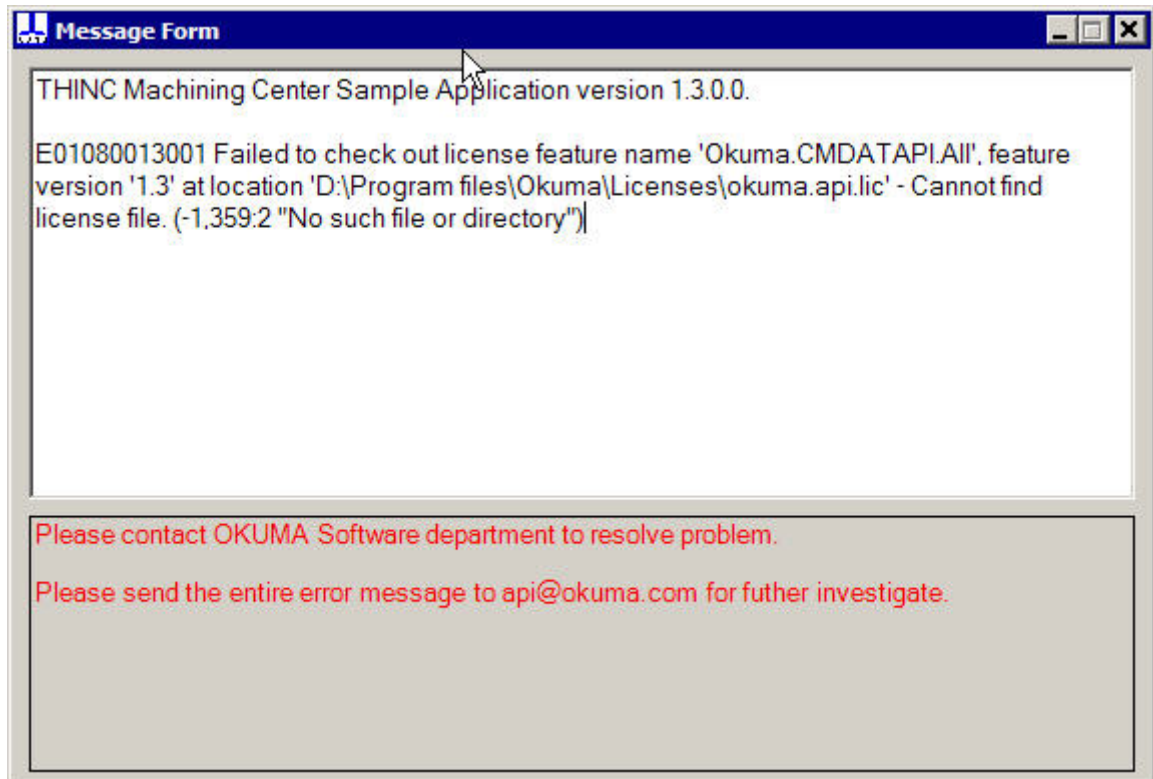 Message Form
THINC Machining Center Sample Application version 1.3.0.0.
E01080013001 Failed to check out license feature name 'Okuma.CMDATAPI.All', feature
version '1.3' at location 'D:\Program files\Okuma\Licenses\okuma.api.lic' - Cannot find
license file. (-1,359:2 "No such file or directory")
Please contact OKUMA Software department to resolve problem.
Please send the entire error message to api@okuma.com for futher investigate.